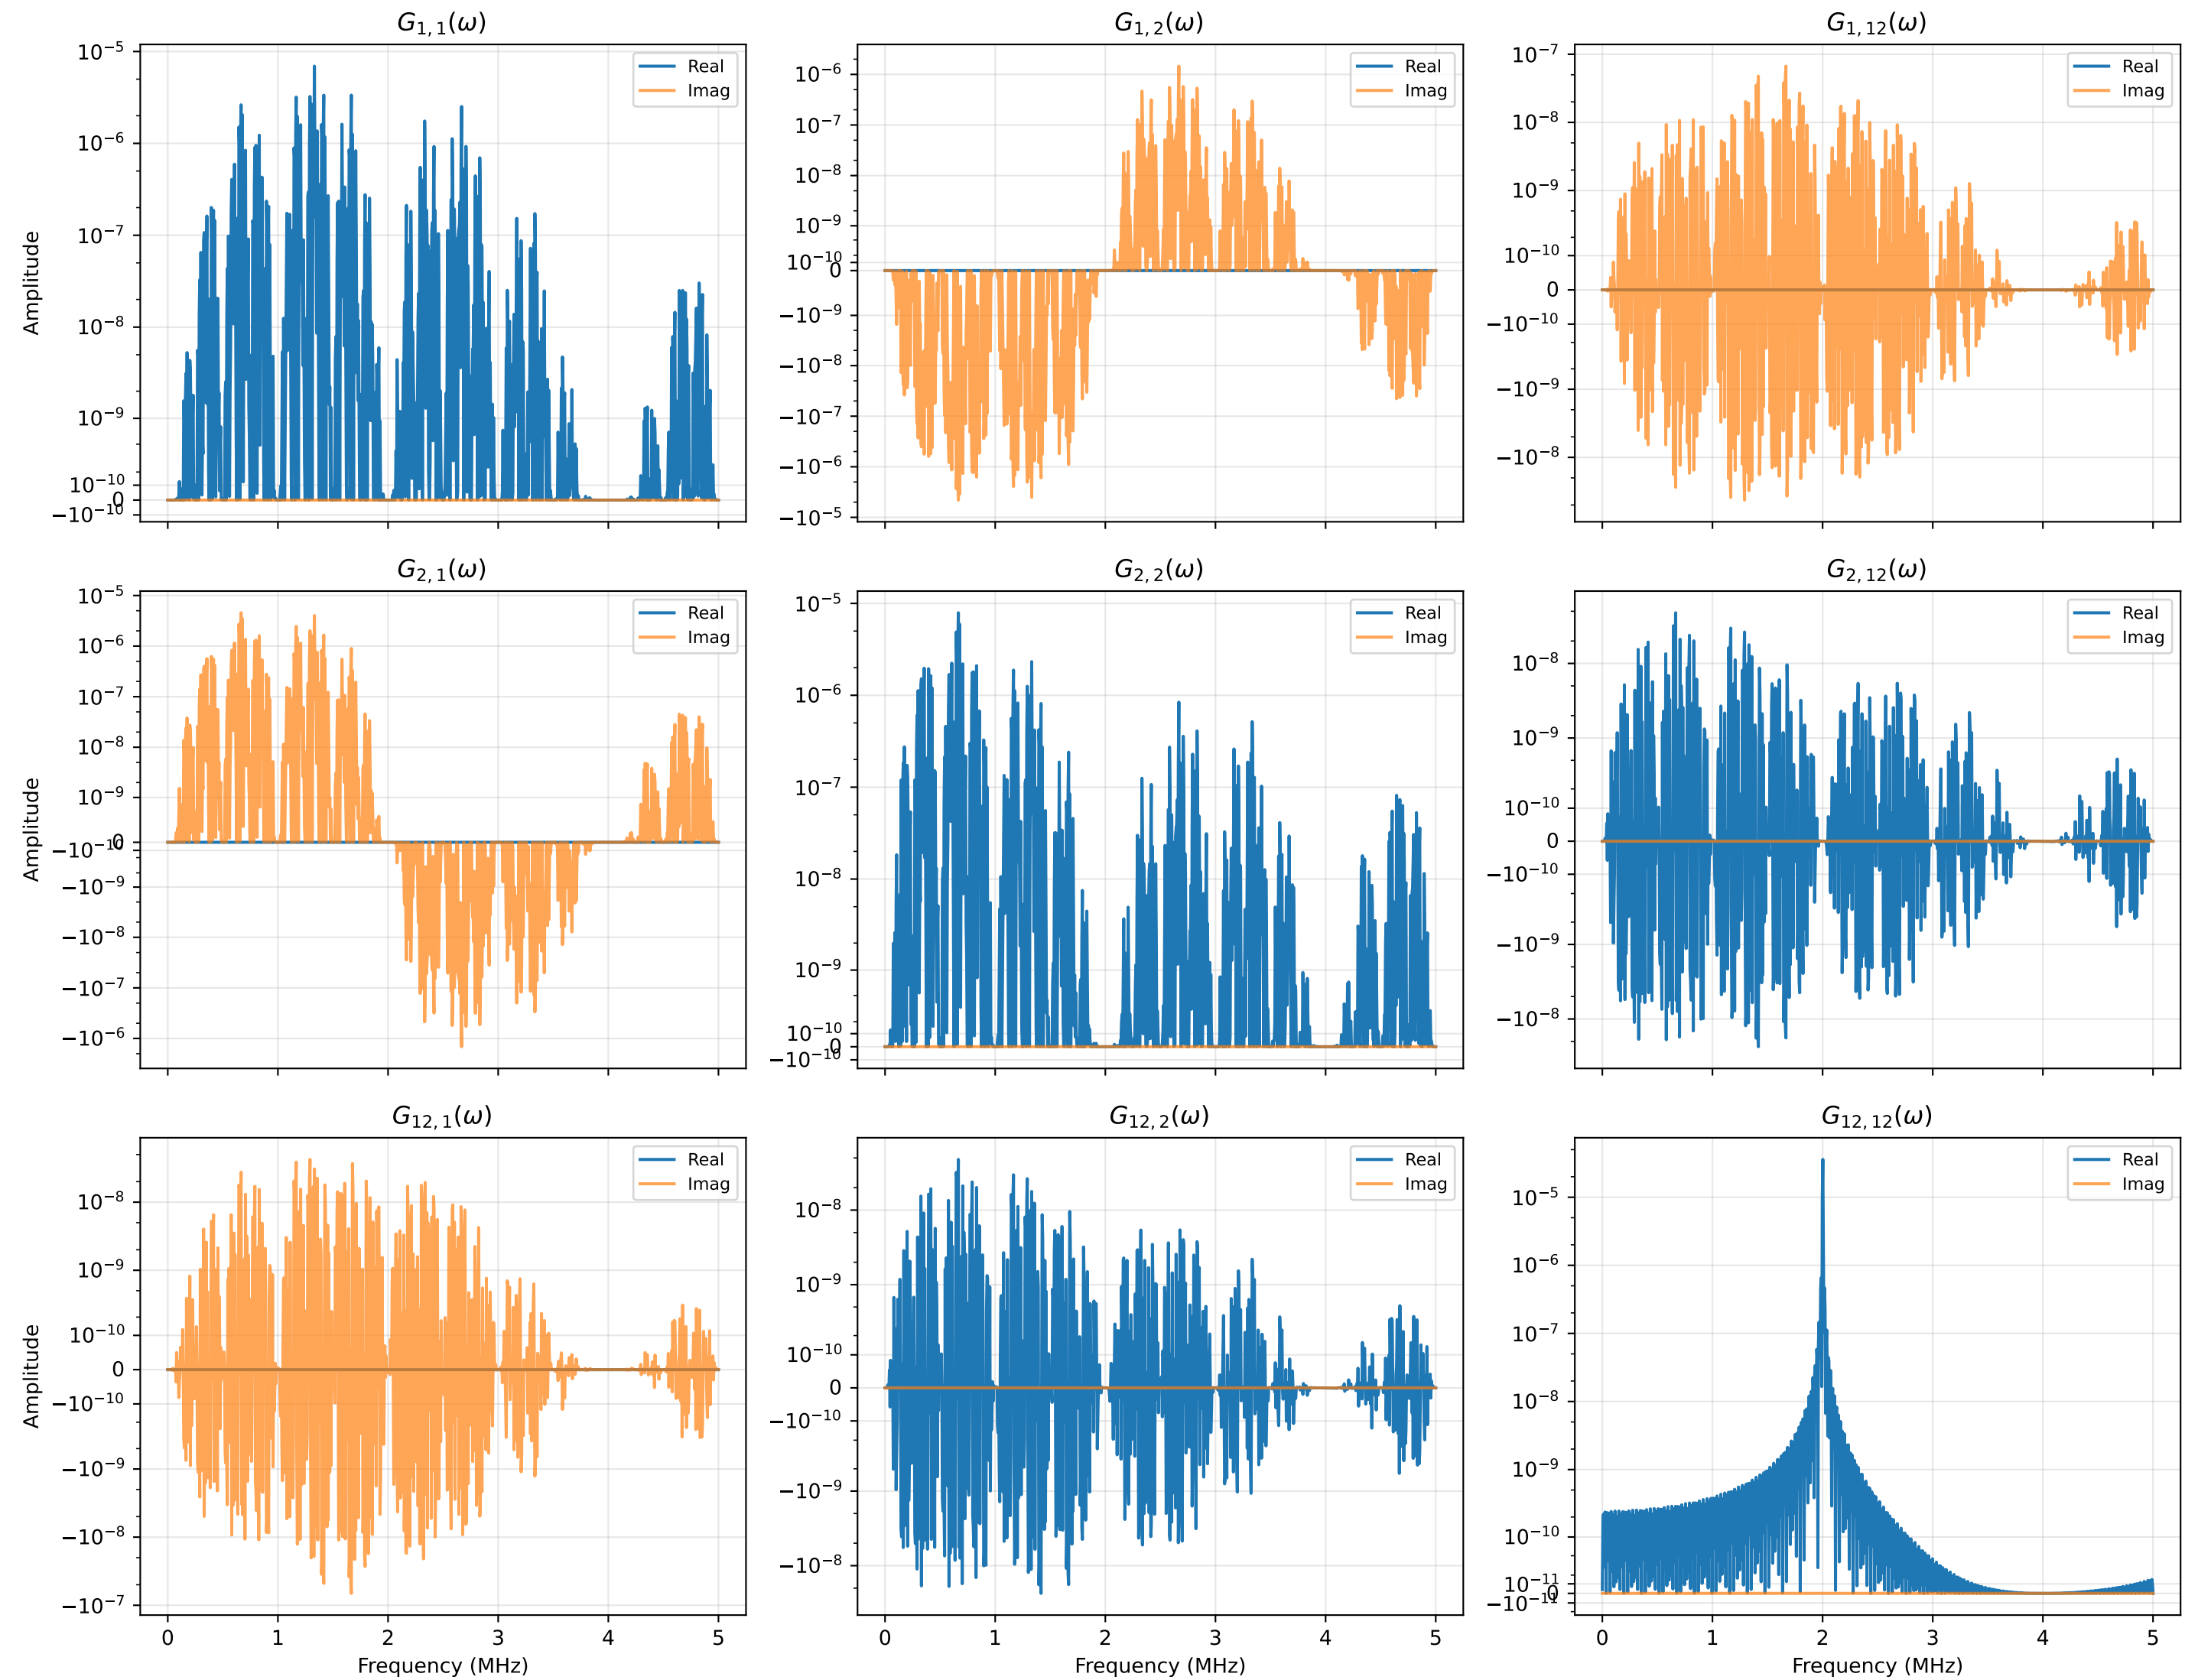 G1,1(ω)
10−5
10−6
10−7
10−8
10−9
10−10
0
−10−10
Amplitude
Real
Imag
G1,2(ω)
10−6
10−7
10−8
10−9
10−10
0
−10−9
−10−8
−10−7
−10−6
−10−5
Real
Imag
G1,12(ω)
10−7
10−8
10−9
10−10
0
−10−10
−10−9
−10−8
Real
Imag
G2,1(ω)
10−5
10−6
10−7
10−8
10−9
0
−10−10
−10−9
−10−8
−10−7
−10−6
Amplitude
Real
Imag
G2,2(ω)
10−5
10−6
10−7
10−8
10−9
10−10
0
−10−10
Real
Imag
G2,12(ω)
10−8
10−9
10−10
0
−10−10
−10−9
−10−8
Real
Imag
G12,1(ω)
10−8
10−9
10−10
0
−10−10
−10−9
−10−8
−10−7
Amplitude
Real
Imag
0 1 2 3 4 5
Frequency (MHz)
G12,2(ω)
10−8
10−9
10−10
0
−10−10
−10−9
−10−8
Real
Imag
0 1 2 3 4 5
Frequency (MHz)
G12,12(ω)
10−5
10−6
10−7
10−8
10−9
10−10
10−11
0
−10−11
Real
Imag
0 1 2 3 4 5
Frequency (MHz)